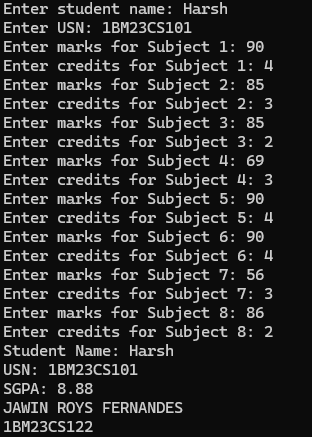 Enter student name: Harsh
Enter USN: 1BM23CS101
Enter marks for Subject 1: 90
Enter credits for Subject 1: 4
Enter marks for Subject 2: 85
Enter credits for Subject 2: 3
Enter marks for Subject 3: 85
Enter credits for Subject 3: 2
Enter marks for Subject 4: 69
Enter credits for Subject 4: 3
Enter marks for Subject 5: 90
Enter credits for Subject 5: 4
Enter marks for Subject 6: 90
Enter credits for Subject 6: 4
Enter marks for Subject 7: 56
Enter credits for Subject 7: 3
Enter marks for Subject 8: 86
Enter credits for Subject 8: 2
Student Name: Harsh
USN: 1BM23CS101
SGPA: 8.88
JAWIN ROYS FERNANDES
1BM23CS122